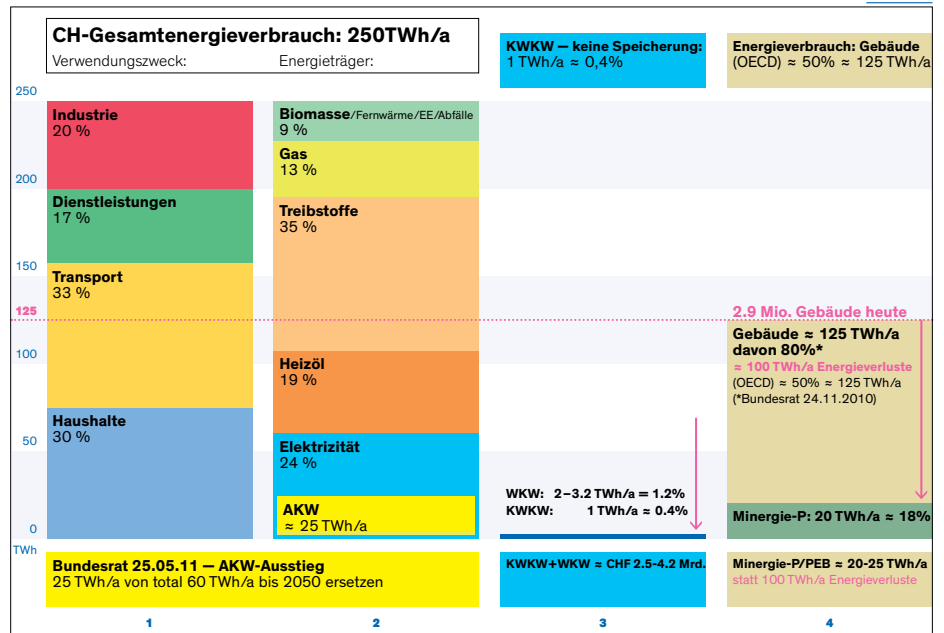 CH-Gesamtenergieverbrauch: 250TWh/a
Verwendungszweck: Energieträger:
KWKW – keine Speicherung:
1 TWh/a ≈ 0,4%
Energieverbrauch: Gebäude
(OECD) ≈ 50% ≈ 125 TWh/a
250
200
150
125
100
50
0
TWh
Industrie
20 %
Dienstleistungen
17 %
Transport
33 %
Haushalte
30 %
Biomasse/Fernwärme/EE/Abfälle
9 %
Gas
13 %
Treibstoffe
35 %
Heizöl
19 %
Elektrizität
24 %
AKW
≈ 25 TWh/a
WKW: 2–3.2 TWh/a = 1.2%
KWKW: 1 TWh/a ≈ 0.4%
2.9 Mio. Gebäude heute
Gebäude ≈ 125 TWh/a
davon 80%*
≈ 100 TWh/a Energieverluste
(OECD) ≈ 50% ≈ 125 TWh/a
(*Bundesrat 24.11.2010)
Minergie-P: 20 TWh/a ≈ 18%
Bundesrat 25.05.11 – AKW-Ausstieg
25 TWh/a von total 60 TWh/a bis 2050 ersetzen
KWKW+WKW ≈ CHF 2.5-4.2 Mrd.
Minergie-P/PEB ≈ 20-25 TWh/a
statt 100 TWh/a Energieverluste
1
2
3
4